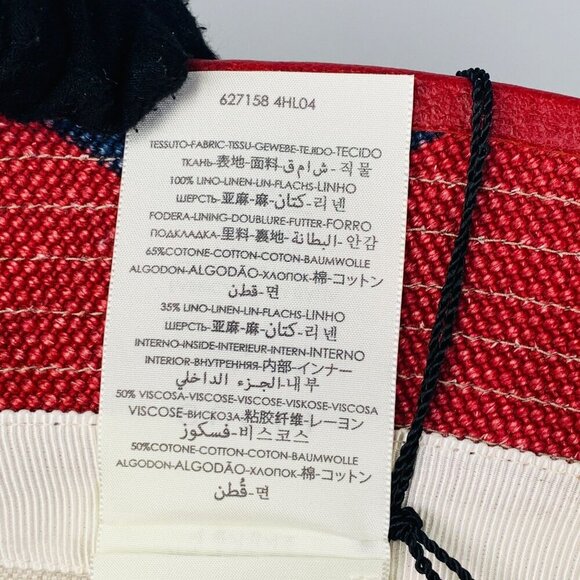 627158 4HL04
TESSUTO-FABRIC-TISSU-GEWEBE-TEJIDO-TECIDO
ТКАНЬ-表地-面料-قماش-직물
100% LINO-LINEN-LIN-FLACHS-LINHO
ШЕРСТЬ-亚麻-麻-كتان-리넨
FODERA-LINING-DOUBLURE-FUTTER-FORRO
ПОДКЛАДКА-里料-裏地-البطانة-안감
65%COTONE-COTTON-COTON-BAUMWOLLE
ALGODON-ALGODÃO-ХЛОПОК-棉-コットン
قطن-면
35% LINO-LINEN-LIN-FLACHS-LINHO
ШЕРСТЬ-亚麻-麻-كتان-리넨
INTERNO-INSIDE-INTERIEUR-INTERN-INTERNO
INTERIOR-ВНУТРЕННЯЯ-内部-インナー
الجزء الداخلي-내부
50% VISCOSA-VISCOSE-VISCOSE-VISKOSE-VISCOSA
VISCOSE-ВИСКОЗА-粘胶纤维-レーヨン
فسكوز-비스코스
50%COTONE-COTTON-COTON-BAUMWOLLE
ALGODON-ALGODÃO-ХЛОПОК-棉-コットン
قُطن-면